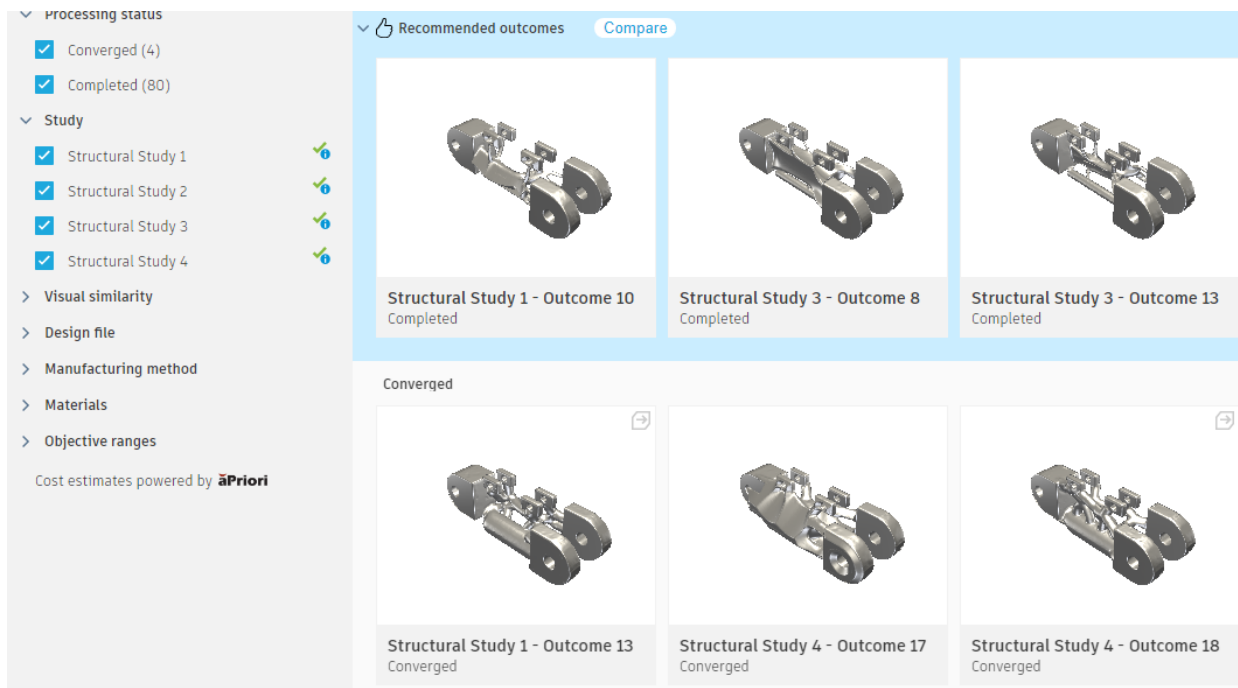 Processing status
Converged (4)
Completed (80)
Study
Structural Study 1
Structural Study 2
Structural Study 3
Structural Study 4
Visual similarity
Design file
Manufacturing method
Materials
Objective ranges
Cost estimates powered by aPriori
Recommended outcomes Compare
Structural Study 1 - Outcome 10
Completed
Structural Study 3 - Outcome 8
Completed
Structural Study 3 - Outcome 13
Completed
Converged
Structural Study 1 - Outcome 13
Converged
Structural Study 4 - Outcome 17
Converged
Structural Study 4 - Outcome 18
Converged